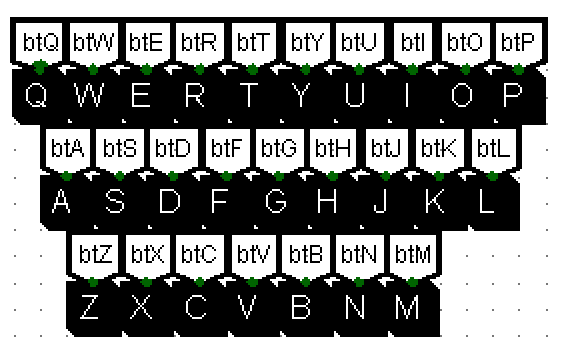 btQ btW btE btR btT btY btU btI btO btP
Q W E R T Y U I O P
btA btS btD btF btG btH btJ btK btL
A S D F G H J K L
btZ btX btC btV btB btN btM
Z X C V B N M